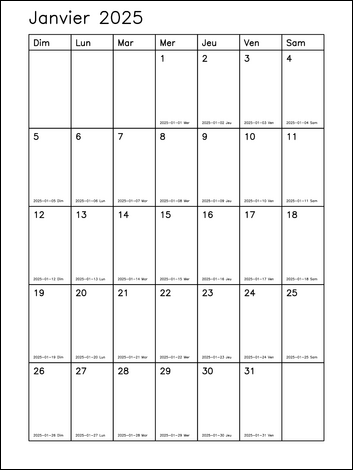 Janvier 2025
Dim Lun Mar Mer Jeu Ven Sam
1 2 3 4
2025-01-01 Mer 2025-01-02 Jeu 2025-01-03 Ven 2025-01-04 Sam
5 6 7 8 9 10 11
2025-01-05 Dim 2025-01-06 Lun 2025-01-07 Mar 2025-01-08 Mer 2025-01-09 Jeu 2025-01-10 Ven 2025-01-11 Sam
12 13 14 15 16 17 18
2025-01-12 Dim 2025-01-13 Lun 2025-01-14 Mar 2025-01-15 Mer 2025-01-16 Jeu 2025-01-17 Ven 2025-01-18 Sam
19 20 21 22 23 24 25
2025-01-19 Dim 2025-01-20 Lun 2025-01-21 Mar 2025-01-22 Mer 2025-01-23 Jeu 2025-01-24 Ven 2025-01-25 Sam
26 27 28 29 30 31
2025-01-26 Dim 2025-01-27 Lun 2025-01-28 Mar 2025-01-29 Mer 2025-01-30 Jeu 2025-01-31 Ven